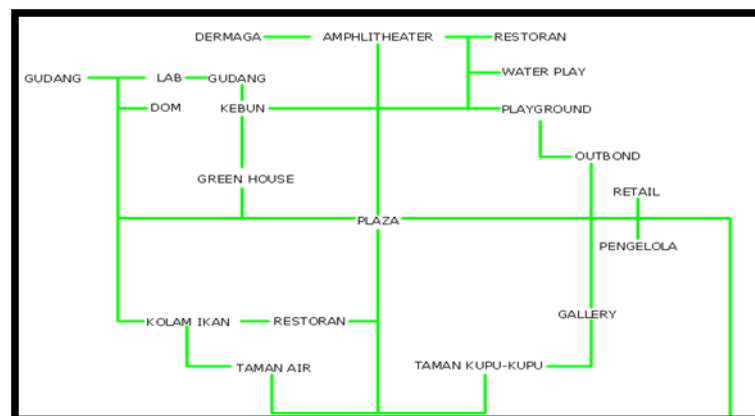 DERMAGA AMPHLITHEATER RESTORAN
GUDANG LAB GUDANG WATER PLAY
DOM KEBUN PLAYGROUND
OUTBOND
GREEN HOUSE
RETAIL
PLAZA
PENGELOLA
GALLERY
KOLAM IKAN RESTORAN
TAMAN AIR TAMAN KUPU-KUPU